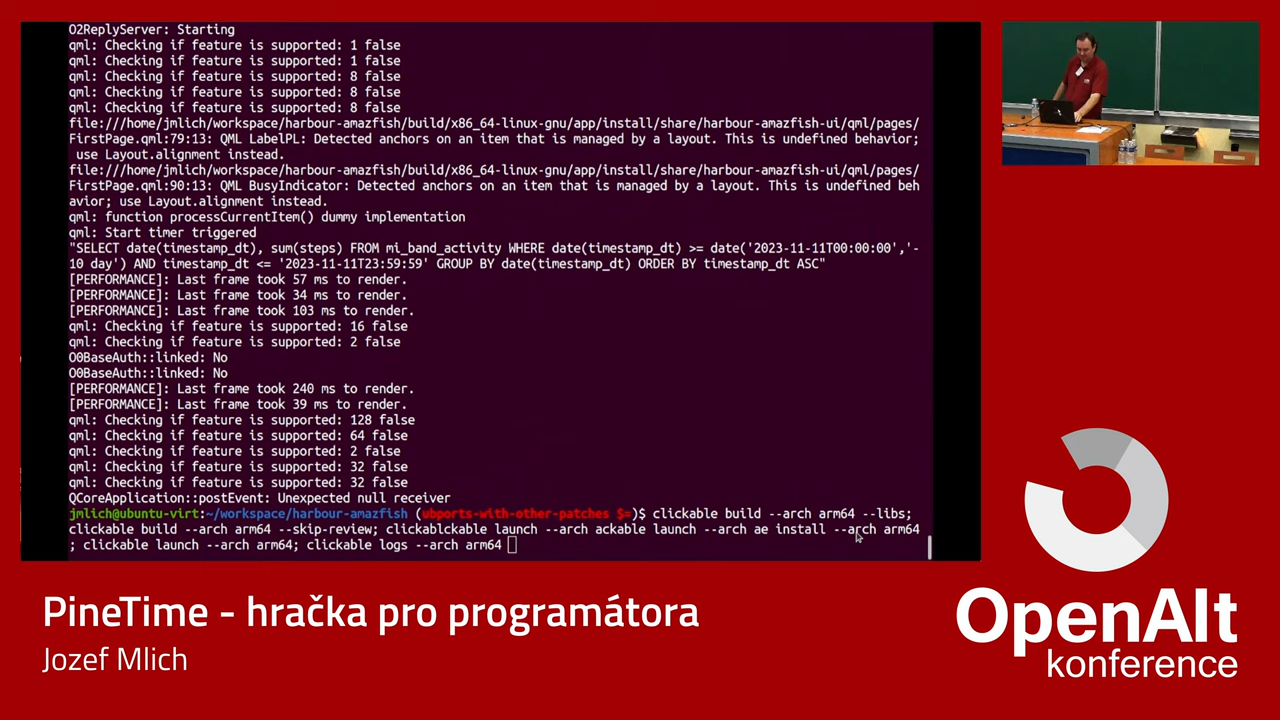 O2ReplyServer: Starting
qml: Checking if feature is supported: 1 false
qml: Checking if feature is supported: 1 false
qml: Checking if feature is supported: 8 false
qml: Checking if feature is supported: 8 false
qml: Checking if feature is supported: 8 false
file:///home/jmlich/workspace/harbour-amazfish/build/x86_64-linux-gnu/app/install/share/harbour-amazfish-ui/qml/pages/
FirstPage.qml:79:13: QML LabelPL: Detected anchors on an item that is managed by a layout. This is undefined behavior;
use Layout.alignment instead.
file:///home/jmlich/workspace/harbour-amazfish/build/x86_64-linux-gnu/app/install/share/harbour-amazfish-ui/qml/pages/
FirstPage.qml:90:13: QML BusyIndicator: Detected anchors on an item that is managed by a layout. This is undefined beh
avior; use Layout.alignment instead.
qml: function processCurrentItem() dummy implementation
qml: Start timer triggered
"SELECT date(timestamp_dt), sum(steps) FROM mi_band_activity WHERE date(timestamp_dt) >= date('2023-11-11T00:00:00','-
10 day') AND timestamp_dt <= '2023-11-11T23:59:59' GROUP BY date(timestamp_dt) ORDER BY timestamp_dt ASC"
[PERFORMANCE]: Last frame took 57 ms to render.
[PERFORMANCE]: Last frame took 34 ms to render.
[PERFORMANCE]: Last frame took 103 ms to render.
qml: Checking if feature is supported: 16 false
qml: Checking if feature is supported: 2 false
O0BaseAuth::linked: No
O0BaseAuth::linked: No
[PERFORMANCE]: Last frame took 240 ms to render.
[PERFORMANCE]: Last frame took 39 ms to render.
qml: Checking if feature is supported: 128 false
qml: Checking if feature is supported: 64 false
qml: Checking if feature is supported: 2 false
qml: Checking if feature is supported: 32 false
qml: Checking if feature is supported: 32 false
QCoreApplication::postEvent: Unexpected null receiver
jmlich@ubuntu-virt:~/workspace/harbour-amazfish (ubports-with-other-patches $=)$ clickable build --arch arm64 --libs;
clickable build --arch arm64 --skip-review; clickablckable launch --arch ackable launch --arch ae install --arch arm64
; clickable launch --arch arm64; clickable logs --arch arm64
PineTime - hračka pro programátora
Jozef Mlich
OpenAlt
konference